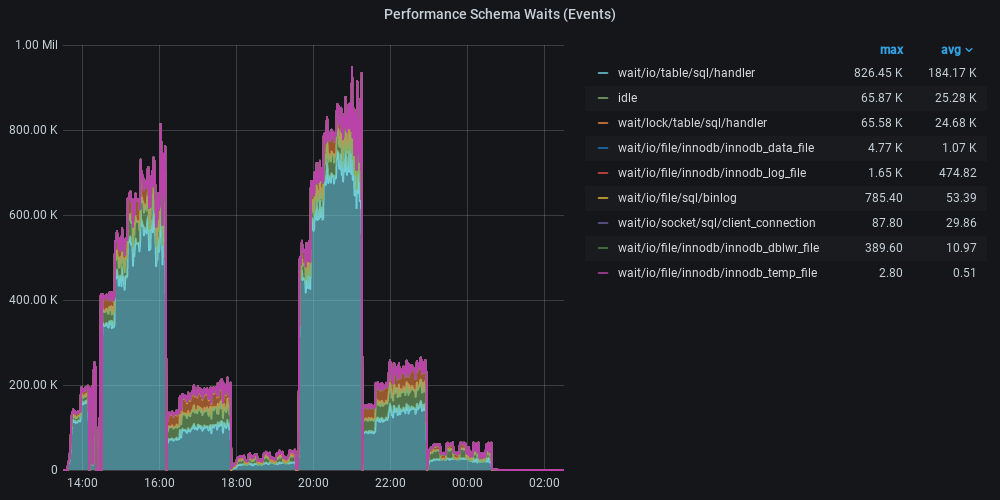 Performance Schema Waits (Events)
max avg
1.00 Mil
800.00 K
600.00 K
400.00 K
200.00 K
0
14:00 16:00 18:00 20:00 22:00 00:00 02:00
wait/io/table/sql/handler 826.45 K 184.17 K
idle 65.87 K 25.28 K
wait/lock/table/sql/handler 65.58 K 24.68 K
wait/io/file/innodb/innodb_data_file 4.77 K 1.07 K
wait/io/file/innodb/innodb_log_file 1.65 K 474.82
wait/io/file/sql/binlog 785.40 53.39
wait/io/socket/sql/client_connection 87.80 29.86
wait/io/file/innodb/innodb_dblwr_file 389.60 10.97
wait/io/file/innodb/innodb_temp_file 2.80 0.51